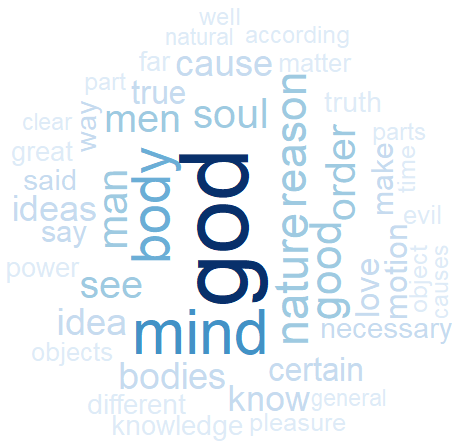 well
natural according
far cause matter
part true truth
way men soul reason
clear order parts
great body god make time
said man
ideas nature good evil
say love motion object causes
power see
idea mind necessary
objects bodies certain
different know general
knowledge pleasure